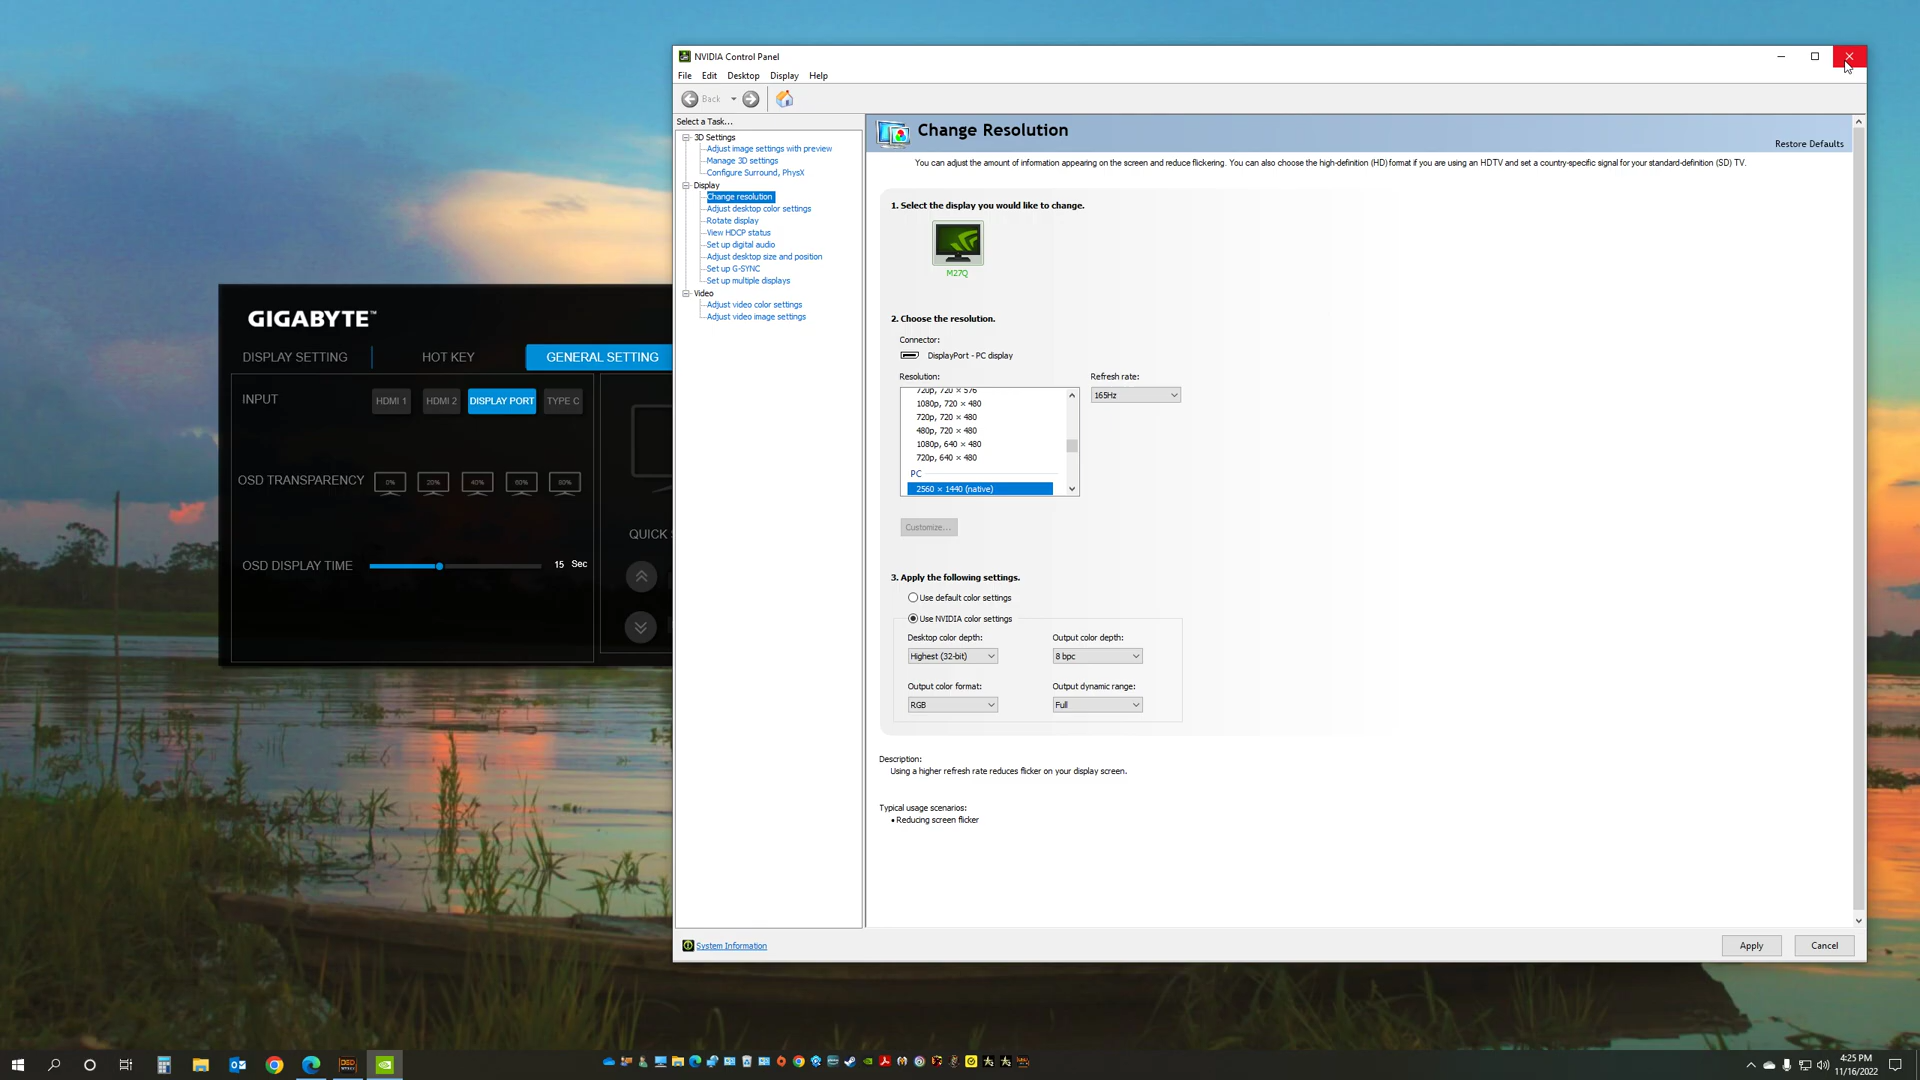 NVIDIA Control Panel
File Edit Desktop Display Help
Back
Select a Task...
3D Settings
Adjust image settings with preview
Manage 3D settings
Configure Surround, PhysX
Display
Change resolution
Adjust desktop color settings
Rotate display
View HDCP status
Set up digital audio
Adjust desktop size and position
Set up G-SYNC
Set up multiple displays
Video
Adjust video color settings
Adjust video image settings
System Information
Change Resolution
Restore Defaults
You can adjust the amount of information appearing on the screen and reduce flickering. You can also choose the high-definition (HD) format if you are using an HDTV and set a country-specific signal for your standard-definition (SD) TV.
1. Select the display you would like to change.
M27Q
2. Choose the resolution.
Connector:
DisplayPort - PC display
Resolution:
Refresh rate:
720p, 720 × 576
165Hz
1080p, 720 × 480
720p, 720 × 480
480p, 720 × 480
1080p, 640 × 480
720p, 640 × 480
PC
2560 × 1440 (native)
Customize...
3. Apply the following settings.
Use default color settings
Use NVIDIA color settings
Desktop color depth:
Output color depth:
Highest (32-bit)
8 bpc
Output color format:
Output dynamic range:
RGB
Full
Description:
Using a higher refresh rate reduces flicker on your display screen.
Typical usage scenarios:
• Reducing screen flicker
Apply
Cancel
GIGABYTE™
DISPLAY SETTING HOT KEY GENERAL SETTING
INPUT HDMI 1 HDMI 2 DISPLAY PORT TYPE C
OSD TRANSPARENCY 0% 20% 40% 60% 80%
QUICK
OSD DISPLAY TIME 15 Sec
4:25 PM
11/16/2022